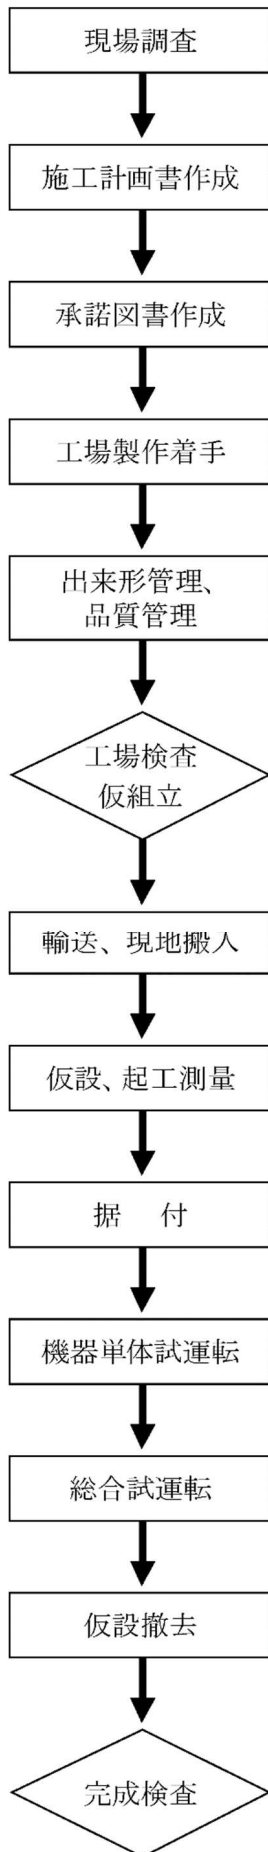 現場調査
施工計画書作成
承諾図書作成
工場製作着手
出来形管理、
品質管理
工場検査
仮組立
輸送、現地搬入
仮設、起工測量
据　付
機器単体試運転
総合試運転
仮設撤去
完成検査